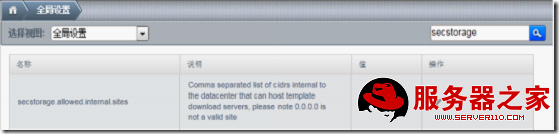 全局设置
选择视图: 全局设置
secstorage
名称 说明 值 操作
secstorage.allowed.internal.sites
Comma separated list of cidrs internal to
the datacenter that can host template
download servers, please note 0.0.0.0 is
not a valid site
服务器之家
WWW.SERVER110.COM